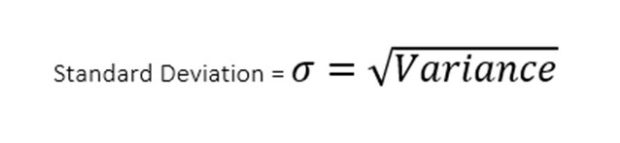 Standard Deviation = σ = √Variance